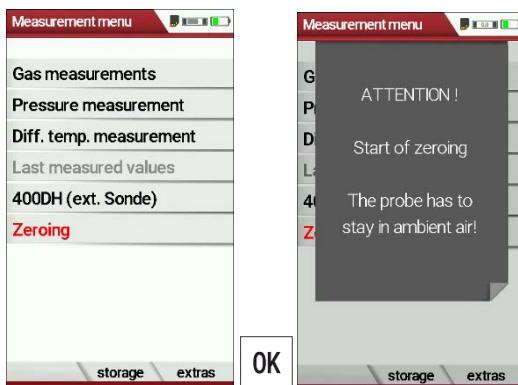 Measurement menu
Gas measurements
Pressure measurement
Diff. temp. measurement
Last measured values
400DH (ext. Sonde)
Zeroing
storage extras
OK
Measurement menu
G
P
D
L
4
Z
ATTENTION !
Start of zeroing
The probe has to
stay in ambient air!
storage extras